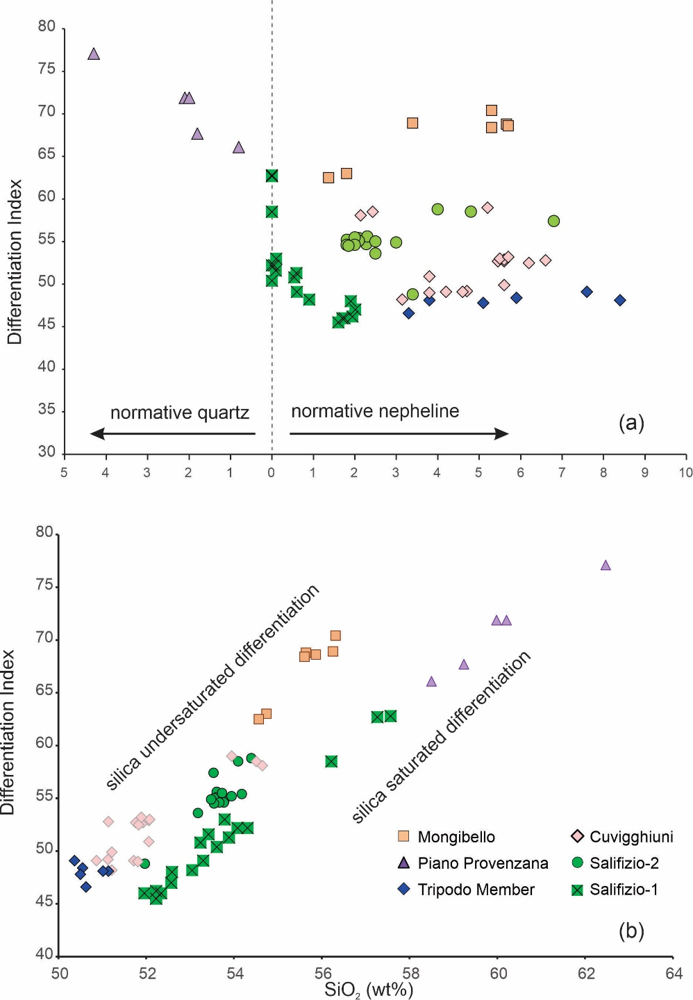 80
75
70
65
60
55
50
45
40
35
30
Differentiation Index
normative quartz
normative nepheline
(a)
5 4 3 2 1 0 1 2 3 4 5 6 7 8 9 10
80
75
70
65
60
55
50
45
40
Differentiation Index
silica undersaturated differentiation
silica saturated differentiation
Mongibello
Cuvigghiuni
Piano Provenzana
Salifizio-2
Tripodo Member
Salifizio-1
(b)
50 52 54 56 58 60 62 64
SiO₂ (wt%)